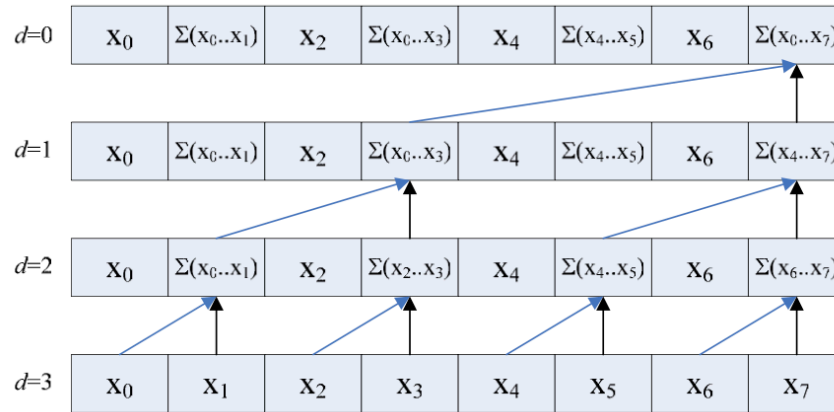 d=0 x₀ Σ(x₀..x₁) x₂ Σ(x₀..x₃) x₄ Σ(x₄..x₅) x₆ Σ(x₀..x₇)
d=1 x₀ Σ(x₀..x₁) x₂ Σ(x₀..x₃) x₄ Σ(x₄..x₅) x₆ Σ(x₄..x₇)
d=2 x₀ Σ(x₀..x₁) x₂ Σ(x₂..x₃) x₄ Σ(x₄..x₅) x₆ Σ(x₆..x₇)
d=3 x₀ x₁ x₂ x₃ x₄ x₅ x₆ x₇